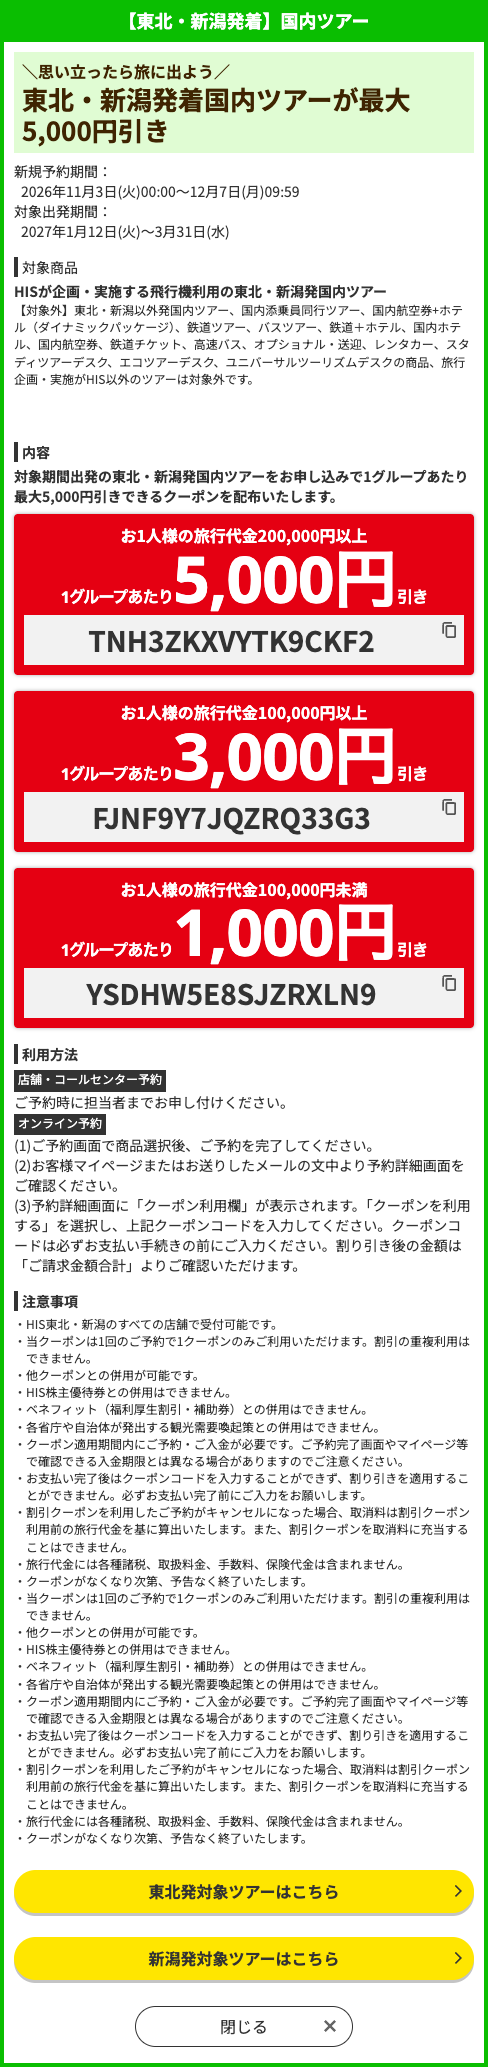 【東北・新潟発着】国内ツアー
＼思い立ったら旅に出よう／
東北・新潟発着国内ツアーが最大
5,000円引き
新規予約期間：
2026年11月3日(火)00:00〜12月7日(月)09:59
対象出発期間：
2027年1月12日(火)〜3月31日(水)
対象商品
HISが企画・実施する飛行機利用の東北・新潟発国内ツアー
【対象外】東北・新潟以外発国内ツアー、国内添乗員同行ツアー、国内航空券+ホテ
ル（ダイナミックパッケージ）、鉄道ツアー、バスツアー、鉄道＋ホテル、国内ホテ
ル、国内航空券、鉄道チケット、高速バス、オプショナル・送迎、レンタカー、スタ
ディツアーデスク、エコツアーデスク、ユニバーサルツーリズムデスクの商品、旅行
企画・実施がHIS以外のツアーは対象外です。
内容
対象期間出発の東北・新潟発国内ツアーをお申し込みで1グループあたり
最大5,000円引きできるクーポンを配布いたします。
お1人様の旅行代金200,000円以上
1グループあたり5,000円引き
TNH3ZKXVYTK9CKF2
お1人様の旅行代金100,000円以上
1グループあたり3,000円引き
FJNF9Y7JQZRQ33G3
お1人様の旅行代金100,000円未満
1グループあたり1,000円引き
YSDHW5E8SJZRXLN9
利用方法
店舗・コールセンター予約
ご予約時に担当者までお申し付けください。
オンライン予約
(1)ご予約画面で商品選択後、ご予約を完了してください。
(2)お客様マイページまたはお送りしたメールの文中より予約詳細画面を
ご確認ください。
(3)予約詳細画面に「クーポン利用欄」が表示されます。「クーポンを利用
する」を選択し、上記クーポンコードを入力してください。クーポンコ
ードは必ずお支払い手続きの前にご入力ください。割り引き後の金額は
「ご請求金額合計」よりご確認いただけます。
注意事項
・HIS東北・新潟のすべての店舗で受付可能です。
・当クーポンは1回のご予約で1クーポンのみご利用いただけます。割引の重複利用は
できません。
・他クーポンとの併用が可能です。
・HIS株主優待券との併用はできません。
・ベネフィット（福利厚生割引・補助券）との併用はできません。
・各省庁や自治体が発出する観光需要喚起策との併用はできません。
・クーポン適用期間内にご予約・ご入金が必要です。ご予約完了画面やマイページ等
で確認できる入金期限とは異なる場合がありますのでご注意ください。
・お支払い完了後はクーポンコードを入力することができず、割り引きを適用するこ
とができません。必ずお支払い完了前にご入力をお願いします。
・割引クーポンを利用したご予約がキャンセルになった場合、取消料は割引クーポン
利用前の旅行代金を基に算出いたします。また、割引クーポンを取消料に充当する
ことはできません。
・旅行代金には各種諸税、取扱料金、手数料、保険代金は含まれません。
・クーポンがなくなり次第、予告なく終了いたします。
・当クーポンは1回のご予約で1クーポンのみご利用いただけます。割引の重複利用は
できません。
・他クーポンとの併用が可能です。
・HIS株主優待券との併用はできません。
・ベネフィット（福利厚生割引・補助券）との併用はできません。
・各省庁や自治体が発出する観光需要喚起策との併用はできません。
・クーポン適用期間内にご予約・ご入金が必要です。ご予約完了画面やマイページ等
で確認できる入金期限とは異なる場合がありますのでご注意ください。
・お支払い完了後はクーポンコードを入力することができず、割り引きを適用するこ
とができません。必ずお支払い完了前にご入力をお願いします。
・割引クーポンを利用したご予約がキャンセルになった場合、取消料は割引クーポン
利用前の旅行代金を基に算出いたします。また、割引クーポンを取消料に充当する
ことはできません。
・旅行代金には各種諸税、取扱料金、手数料、保険代金は含まれません。
・クーポンがなくなり次第、予告なく終了いたします。
東北発対象ツアーはこちら
新潟発対象ツアーはこちら
閉じる